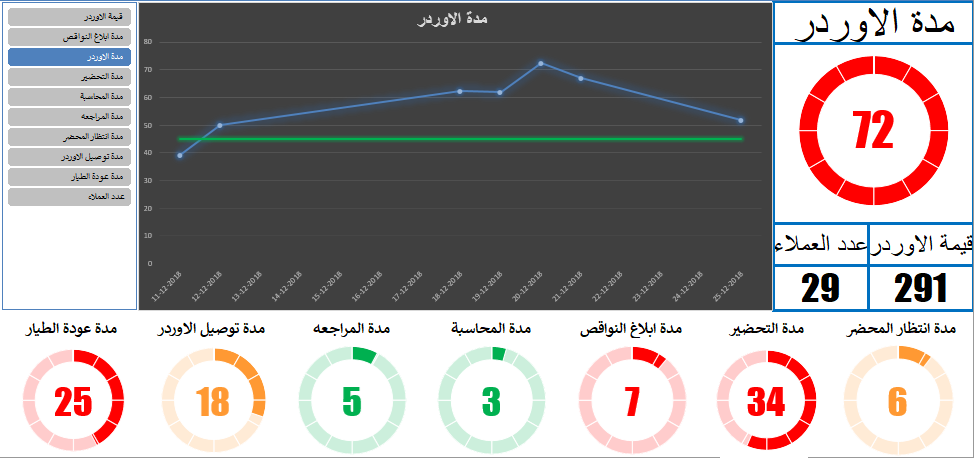 قيمة الاوردر
مدة ابلاغ النواقص
مدة الاوردر
مدة التحضير
مدة المحاسبة
مدة المراجعه
مدة انتظار المحضر
مدة توصيل الاوردر
مدة عودة الطيار
عدد العملاء
مدة الاوردر
80
70
60
50
40
30
20
10
0
11-12-2018
12-12-2018
13-12-2018
14-12-2018
15-12-2018
16-12-2018
17-12-2018
18-12-2018
19-12-2018
20-12-2018
21-12-2018
22-12-2018
23-12-2018
24-12-2018
25-12-2018
مدة الاوردر
72
قيمة الاوردر
عدد العملاء
291
29
مدة انتظار المحضر
مدة التحضير
مدة ابلاغ النواقص
مدة المحاسبة
مدة المراجعه
مدة توصيل الاوردر
مدة عودة الطيار
6
34
7
3
5
18
25